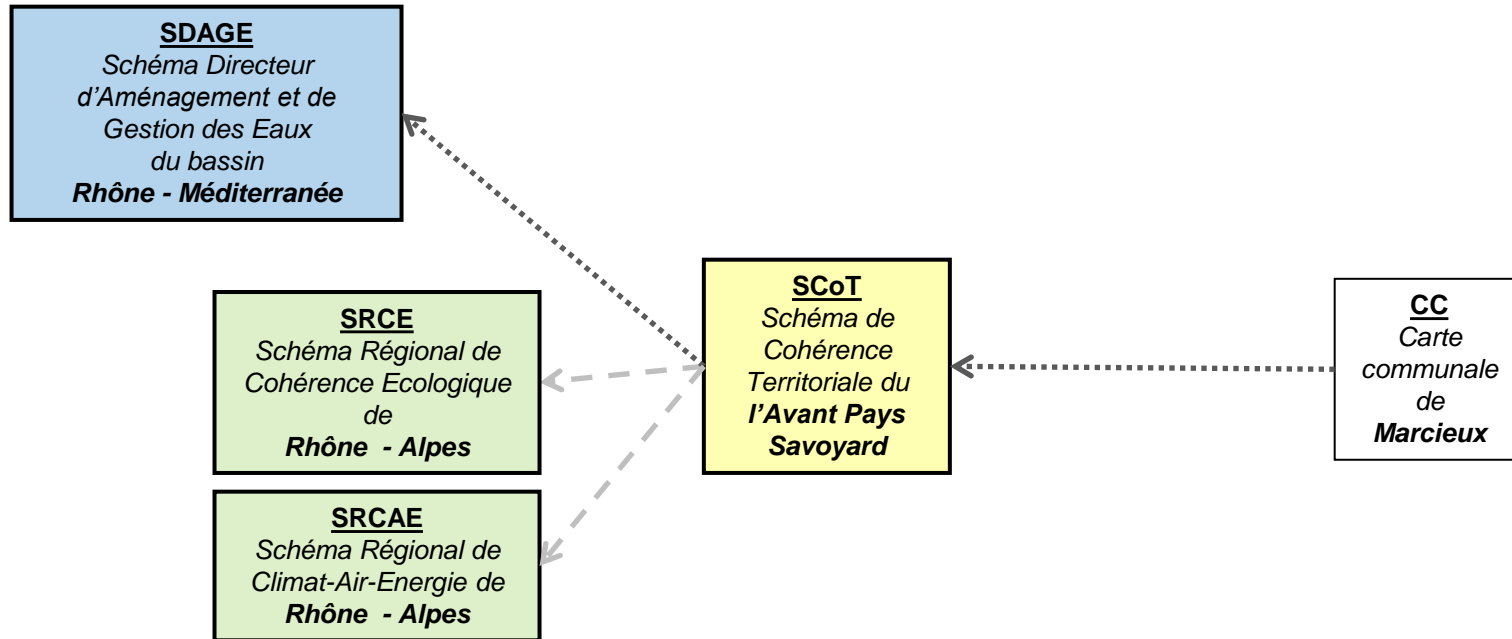 SDAGE
Schéma Directeur
d’Aménagement et de
Gestion des Eaux
du bassin
Rhône - Méditerranée
SRCE
Schéma Régional de
Cohérence Ecologique
de
Rhône - Alpes
SRCAE
Schéma Régional de
Climat-Air-Energie de
Rhône - Alpes
SCoT
Schéma de
Cohérence
Territoriale du
l’Avant Pays
Savoyard
CC
Carte
communale
de
Marcieux